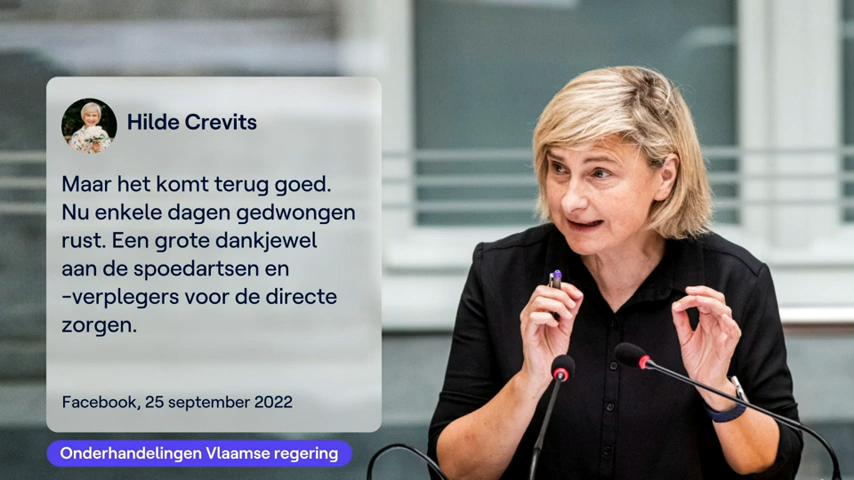 Hilde Crevits
Maar het komt terug goed.
Nu enkele dagen gedwongen
rust. Een grote dankjewel
aan de spoedartsen en
-verplegers voor de directe
zorgen.
Facebook, 25 september 2022
Onderhandelingen Vlaamse regering